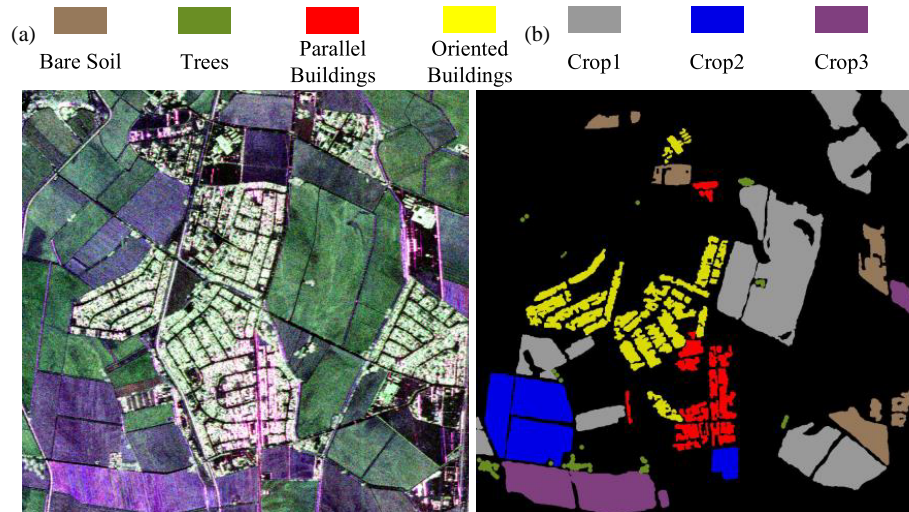 (a)
Bare Soil
Trees
Parallel
Buildings
Oriented
Buildings
(b)
Crop1
Crop2
Crop3